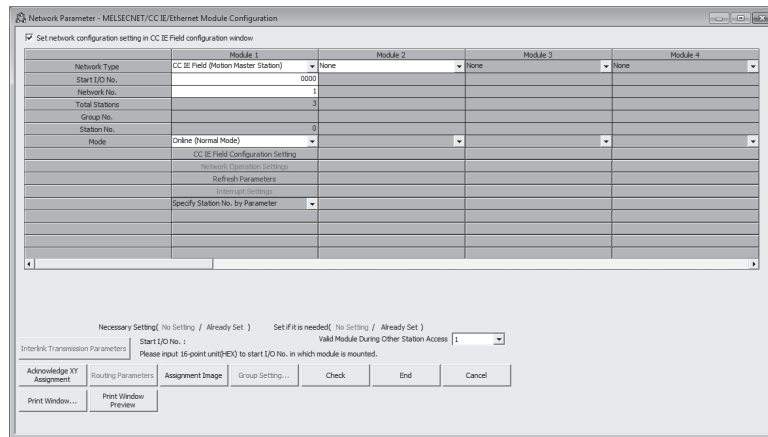 Network Parameter - MELSECNET/CC IE/Ethernet Module Configuration
Set network configuration setting in CC IE Field configuration window
Module 1 Module 2 Module 3 Module 4
Network Type CC IE Field (Motion Master Station) None None None
Start I/O No. 0000
Network No. 1
Total Stations 3
Group No.
Station No. 0
Mode Online (Normal Mode)
CC IE Field Configuration Setting
Network Operation Settings
Refresh Parameters
Interrupt Settings
Specify Station No. by Parameter
Necessary Setting( No Setting / Already Set ) Set if it is needed( No Setting / Already Set )
Interlink Transmission Parameters Start I/O No. : Valid Module During Other Station Access 1
Please input 16-point unit(HEX) to start I/O No. in which module is mounted.
Acknowledge XY Assignment Routing Parameters Assignment Image Group Setting... Check End Cancel
Print Window... Print Window Preview